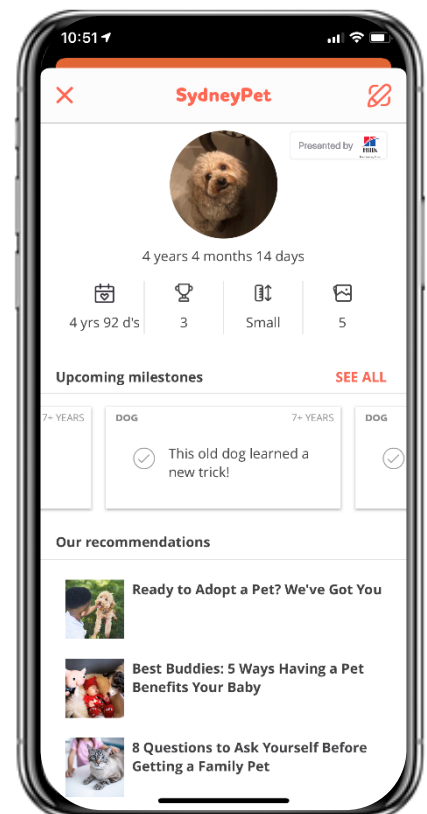 10:51
SydneyPet
Presented by
Hill's
4 years 4 months 14 days
4 yrs 92 d's
3
Small
5
Upcoming milestones
SEE ALL
7+ YEARS
DOG
7+ YEARS
DOG
This old dog learned a
new trick!
Our recommendations
Ready to Adopt a Pet? We've Got You
Best Buddies: 5 Ways Having a Pet
Benefits Your Baby
8 Questions to Ask Yourself Before
Getting a Family Pet